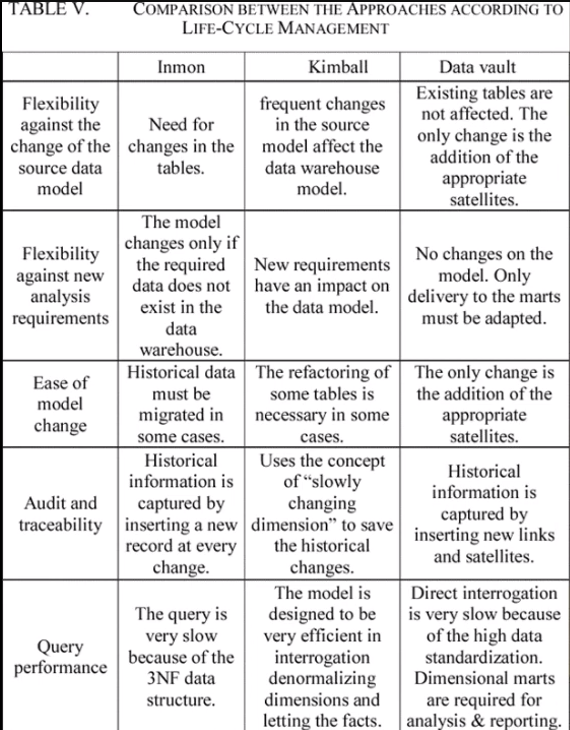 TABLE V. COMPARISON BETWEEN THE APPROACHES ACCORDING TO
LIFE-CYCLE MANAGEMENT
Inmon
Kimball
Data vault
Flexibility
against the
change of the
source data
model
Need for
changes in the
tables.
frequent changes
in the source
model affect the
data warehouse
model.
Existing tables are
not affected. The
only change is the
addition of the
appropriate
satellites.
Flexibility
against new
analysis
requirements
The model
changes only if
the required
data does not
exist in the
data
warehouse.
New requirements
have an impact on
the data model.
No changes on the
model. Only
delivery to the marts
must be adapted.
Ease of
model
change
Historical data
must be
migrated in
some cases.
The refactoring of
some tables is
necessary in some
cases.
The only change is
the addition of the
appropriate
satellites.
Audit and
traceability
Historical
information is
captured by
inserting a new
record at every
change.
Uses the concept
of “slowly
changing
dimension” to save
the historical
changes.
Historical
information is
captured by
inserting new links
and satellites.
Query
performance
The query is
very slow
because of the
3NF data
structure.
The model is
designed to be
very efficient in
interrogation
denormalizing
dimensions and
letting the facts.
Direct interrogation
is very slow because
of the high data
standardization.
Dimensional marts
are required for
analysis & reporting.